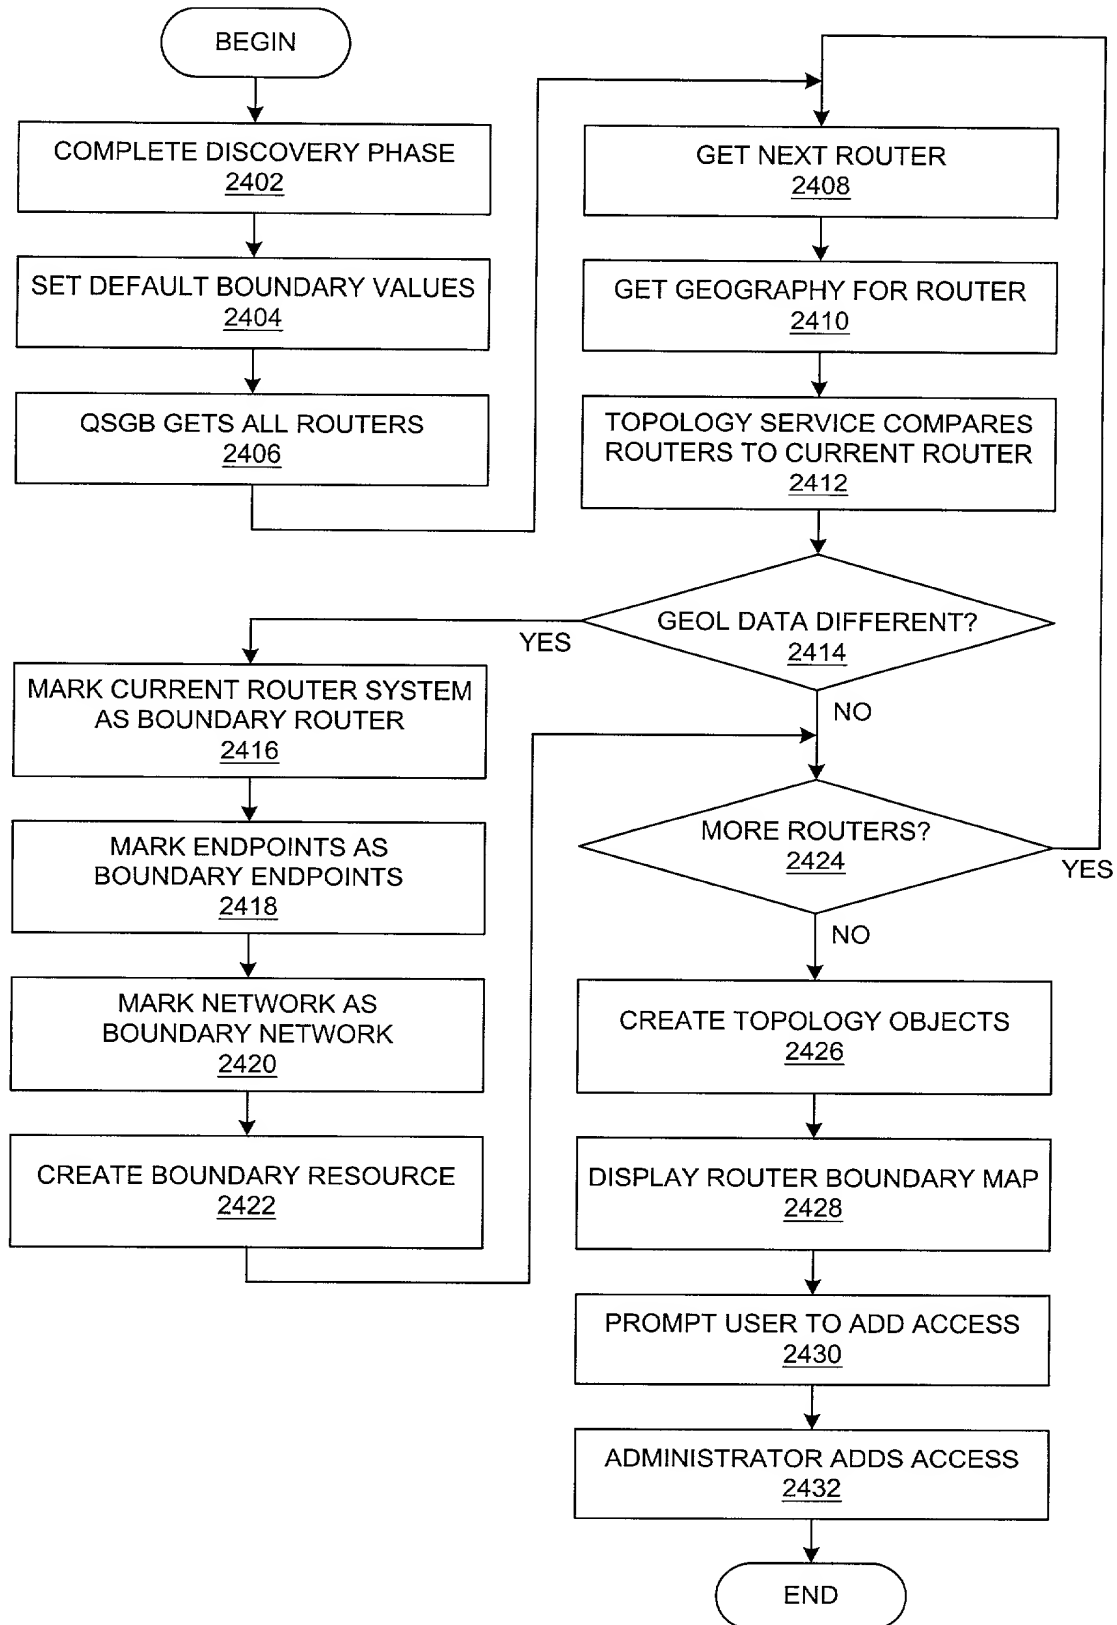 BEGIN
COMPLETE DISCOVERY PHASE
2402
SET DEFAULT BOUNDARY VALUES
2404
QSGB GETS ALL ROUTERS
2406
GET NEXT ROUTER
2408
GET GEOGRAPHY FOR ROUTER
2410
TOPOLOGY SERVICE COMPARES
ROUTERS TO CURRENT ROUTER
2412
GEOL DATA DIFFERENT?
2414
YES
NO
MARK CURRENT ROUTER SYSTEM
AS BOUNDARY ROUTER
2416
MARK ENDPOINTS AS
BOUNDARY ENDPOINTS
2418
MARK NETWORK AS
BOUNDARY NETWORK
2420
CREATE BOUNDARY RESOURCE
2422
MORE ROUTERS?
2424
YES
NO
CREATE TOPOLOGY OBJECTS
2426
DISPLAY ROUTER BOUNDARY MAP
2428
PROMPT USER TO ADD ACCESS
2430
ADMINISTRATOR ADDS ACCESS
2432
END